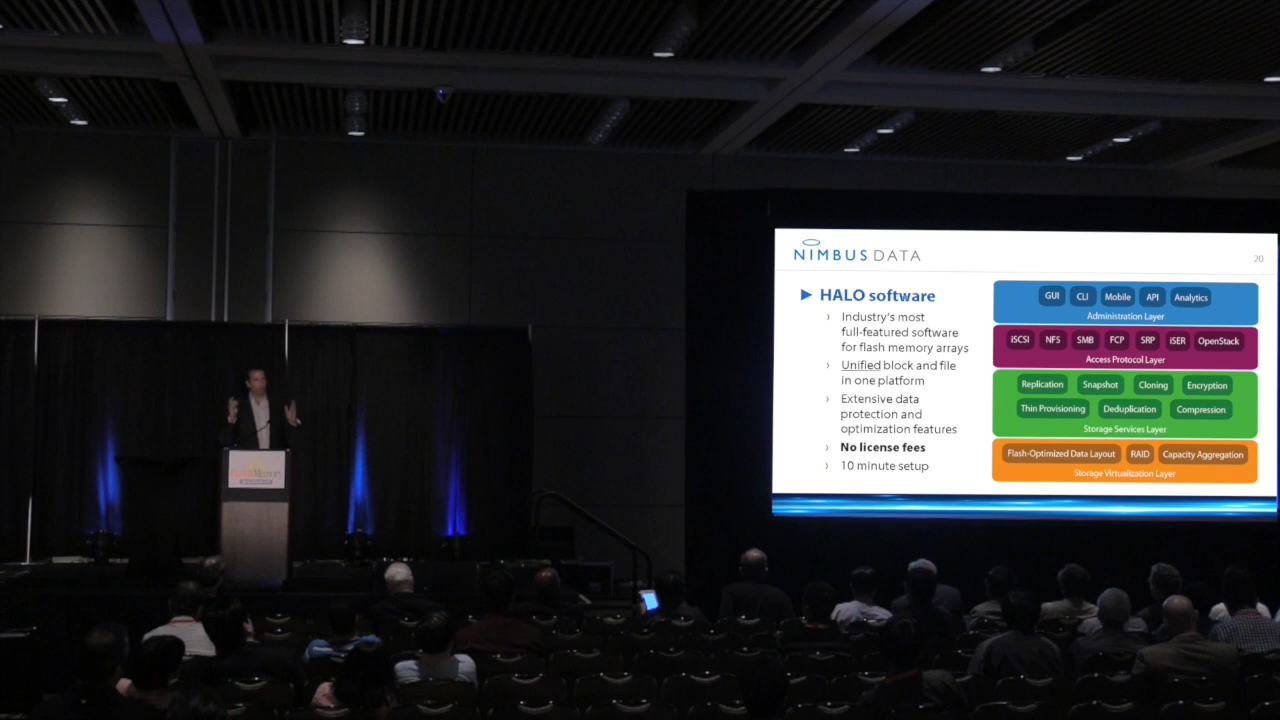 NIMBUS DATA
20
► HALO software
› Industry's most
full-featured software
for flash memory arrays
› Unified block and file
in one platform
› Extensive data
protection and
optimization features
› No license fees
› 10 minute setup
GUI CLI Mobile API Analytics
Administration Layer
iSCSI NFS SMB FCP SRP iSER OpenStack
Access Protocol Layer
Replication Snapshot Cloning Encryption
Thin Provisioning Deduplication Compression
Storage Services Layer
Flash-Optimized Data Layout RAID Capacity Aggregation
Storage Virtualization Layer
FlashMemory